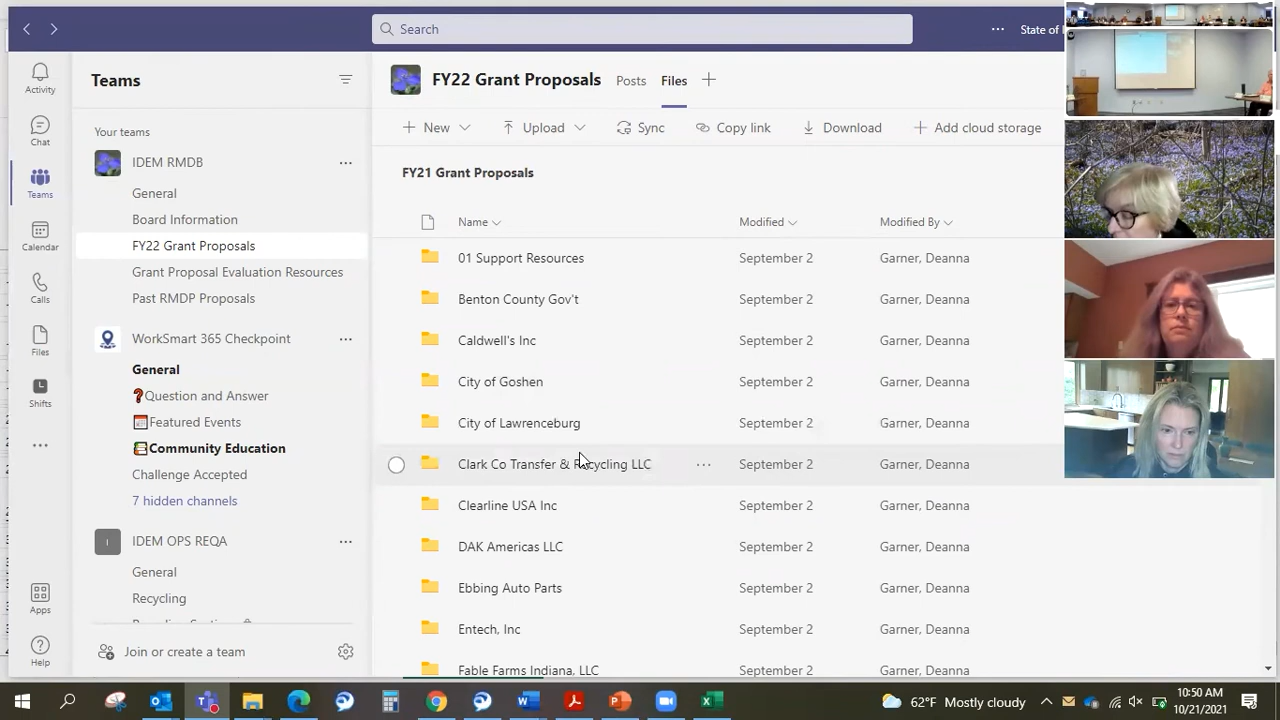 Search
State of
Activity
Chat
Teams
Calendar
Calls
Files
Shifts
Apps
Help
Teams
Your teams
IDEM RMDB
General
Board Information
FY22 Grant Proposals
Grant Proposal Evaluation Resources
Past RMDP Proposals
WorkSmart 365 Checkpoint
General
❓Question and Answer
Featured Events
Community Education
Challenge Accepted
7 hidden channels
IDEM OPS REQA
General
Recycling
Join or create a team
FY22 Grant Proposals Posts Files
New Upload Sync Copy link Download Add cloud storage
FY21 Grant Proposals
Name Modified Modified By
01 Support Resources September 2 Garner, Deanna
Benton County Gov't September 2 Garner, Deanna
Caldwell's Inc September 2 Garner, Deanna
City of Goshen September 2 Garner, Deanna
City of Lawrenceburg September 2 Garner, Deanna
Clark Co Transfer & Recycling LLC September 2 Garner, Deanna
Clearline USA Inc September 2 Garner, Deanna
DAK Americas LLC September 2 Garner, Deanna
Ebbing Auto Parts September 2 Garner, Deanna
Entech, Inc September 2 Garner, Deanna
Fable Farms Indiana, LLC September 2 Garner, Deanna
62°F Mostly cloudy
10:50 AM
10/21/2021